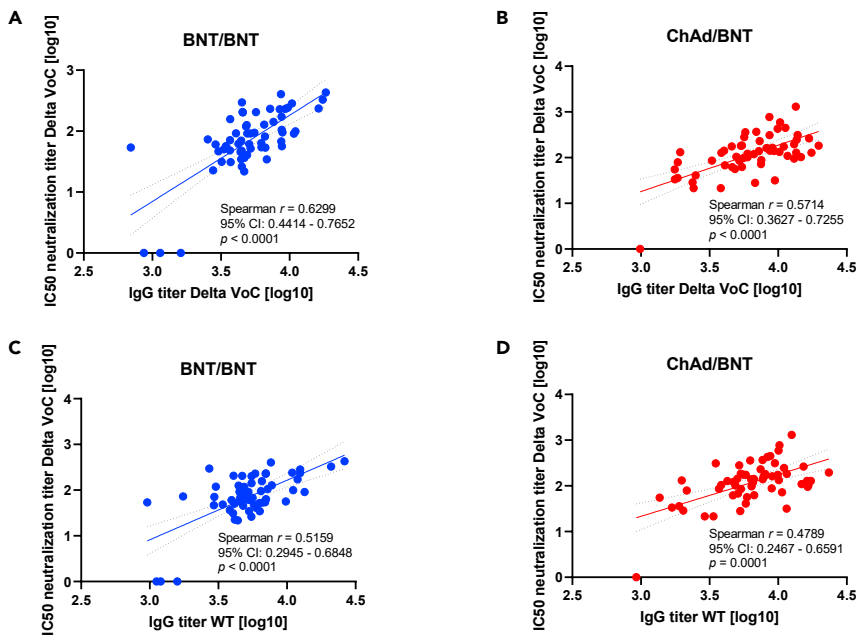 A
BNT/BNT
IC50 neutralization titer Delta VoC [log10]
3
2
1
0
2.5 3.0 3.5 4.0 4.5
IgG titer Delta VoC [log10]
Spearman r = 0.6299
95% CI: 0.4414 - 0.7652
p < 0.0001
B
ChAd/BNT
IC50 neutralization titer Delta VoC [log10]
4
3
2
1
0
2.5 3.0 3.5 4.0 4.5
IgG titer Delta VoC [log10]
Spearman r = 0.5714
95% CI: 0.3627 - 0.7255
p < 0.0001
C
BNT/BNT
IC50 neutralization titer Delta VoC [log10]
4
3
2
1
0
2.5 3.0 3.5 4.0 4.5
IgG titer WT [log10]
Spearman r = 0.5159
95% CI: 0.2945 - 0.6848
p < 0.0001
D
ChAd/BNT
IC50 neutralization titer Delta VoC [log10]
4
3
2
1
0
2.5 3.0 3.5 4.0 4.5
IgG titer WT [log10]
Spearman r = 0.4789
95% CI: 0.2467 - 0.6591
p = 0.0001